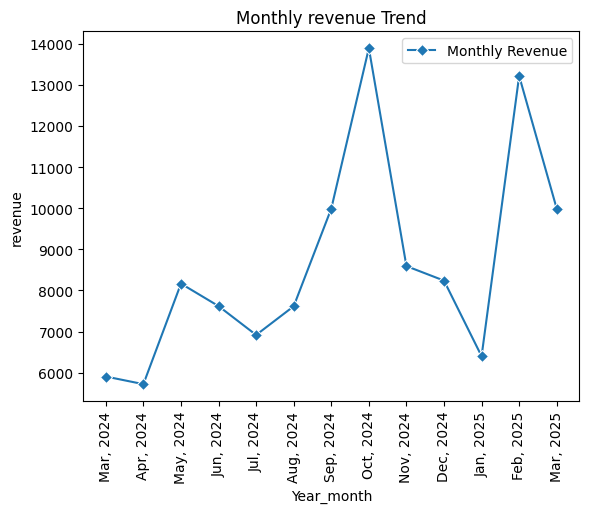 Monthly revenue Trend
Monthly Revenue
14000
13000
12000
11000
10000
9000
8000
7000
6000
revenue
Mar, 2024
Apr, 2024
May, 2024
Jun, 2024
Jul, 2024
Aug, 2024
Sep, 2024
Oct, 2024
Nov, 2024
Dec, 2024
Jan, 2025
Feb, 2025
Mar, 2025
Year_month